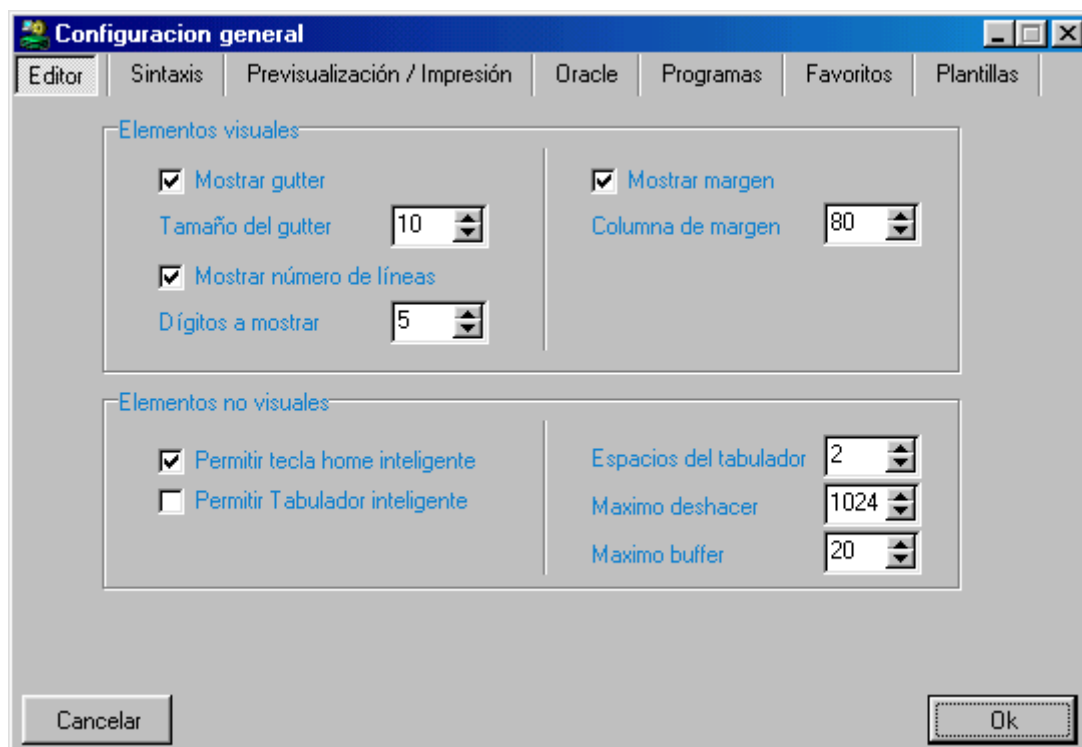 Configuracion general
Editor Sintaxis Previsualización / Impresión Oracle Programas Favoritos Plantillas
Elementos visuales
Mostrar gutter Mostrar margen
Tamaño del gutter 10 Columna de margen 80
Mostrar número de líneas
Dígitos a mostrar 5
Elementos no visuales
Permitir tecla home inteligente Espacios del tabulador 2
Permitir Tabulador inteligente Maximo deshacer 1024
Maximo buffer 20
Cancelar Ok